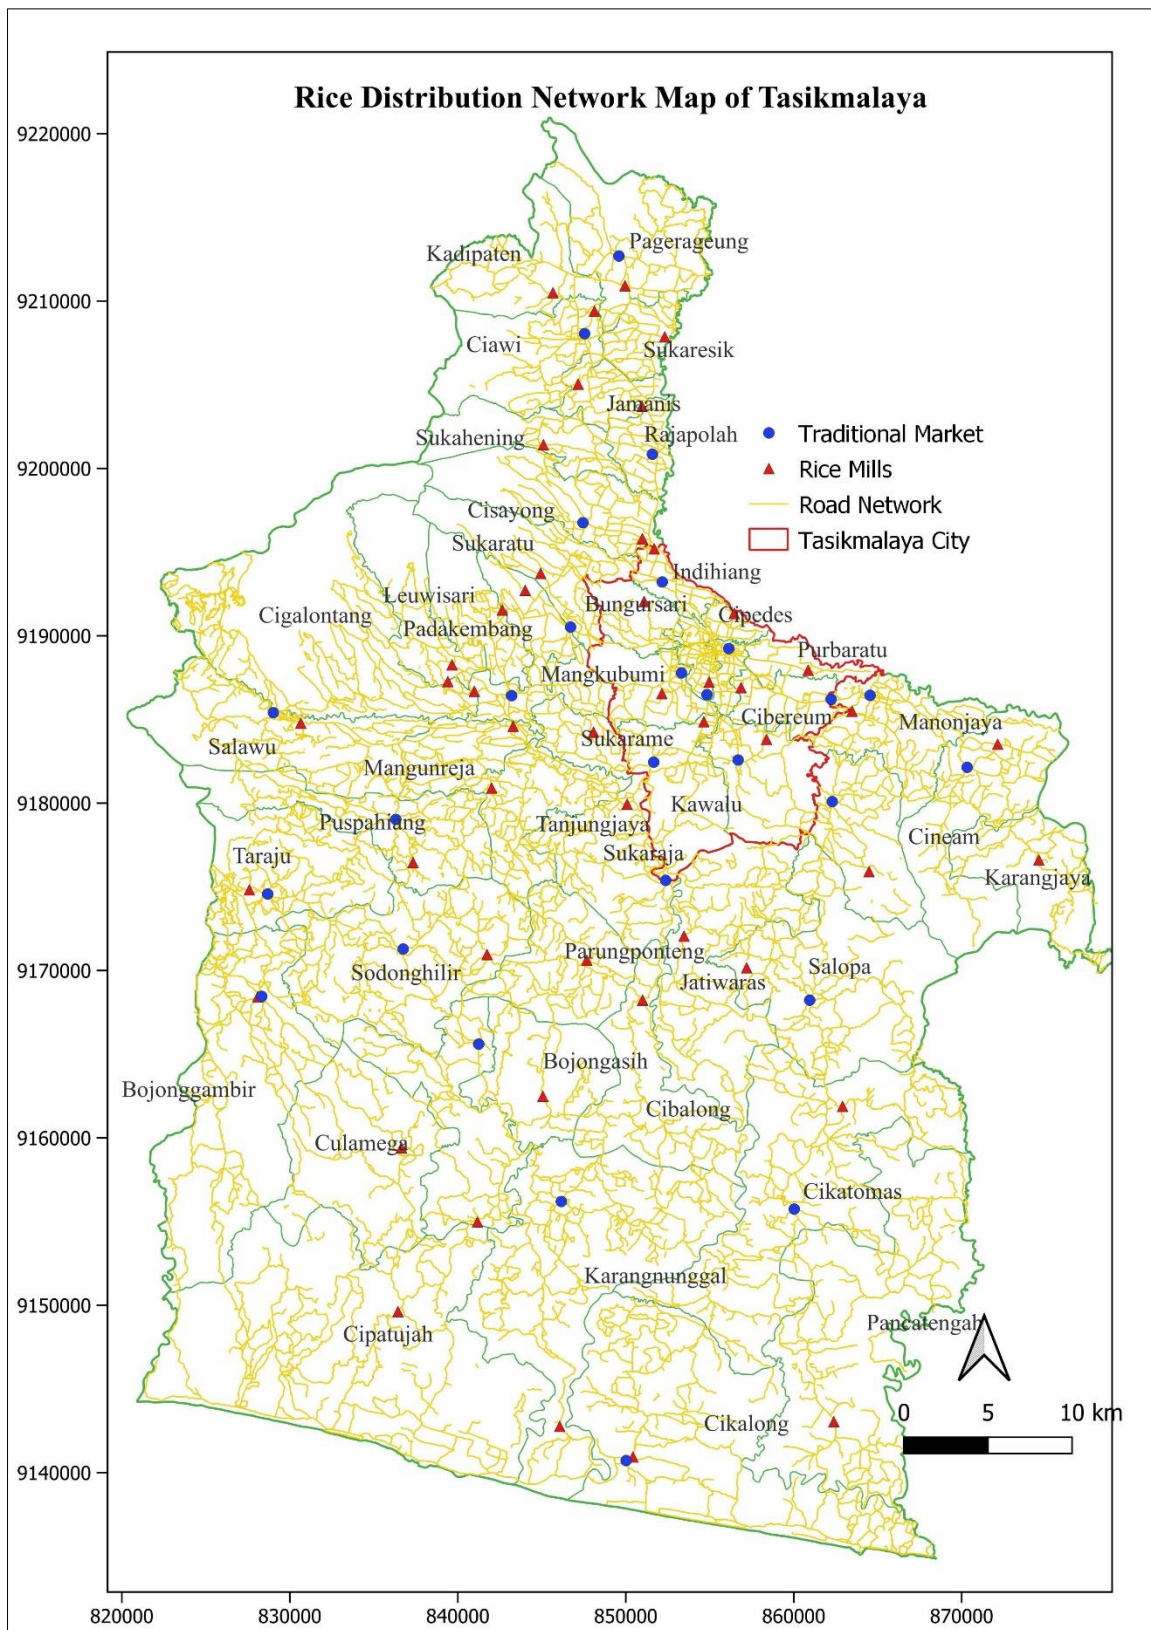 Rice Distribution Network Map of Tasikmalaya
9220000
Pagerageung
Kadipaten
9210000
Ciawi
Sukaresik
Jamanis
Rajapolah
Sukahening
Traditional Market
Rice Mills
Road Network
Tasikmalaya City
9200000
Cisayong
Sukaratu
Indihiang
Leuwisari
Bungursari
Cigalontang
Cipedes
Padakembang
9190000
Purbaratu
Mangkubumi
Cibereum
Manonjaya
Salawu
Sukarame
Mangunreja
9180000
Kawalu
Puspahiang
Tanjungjaya
Cineam
Sukaraja
Taraju
Karangjaya
Parungponteng
9170000
Sodonghilir
Salopa
Jatiwaras
Bojongasih
Bojonggambir
Cibalong
9160000
Culamega
Cikatomas
Karangnunggal
9150000
Pancatengah
Cipatujah
Cikalong
0 5 10 km
9140000
820000 830000 840000 850000 860000 870000